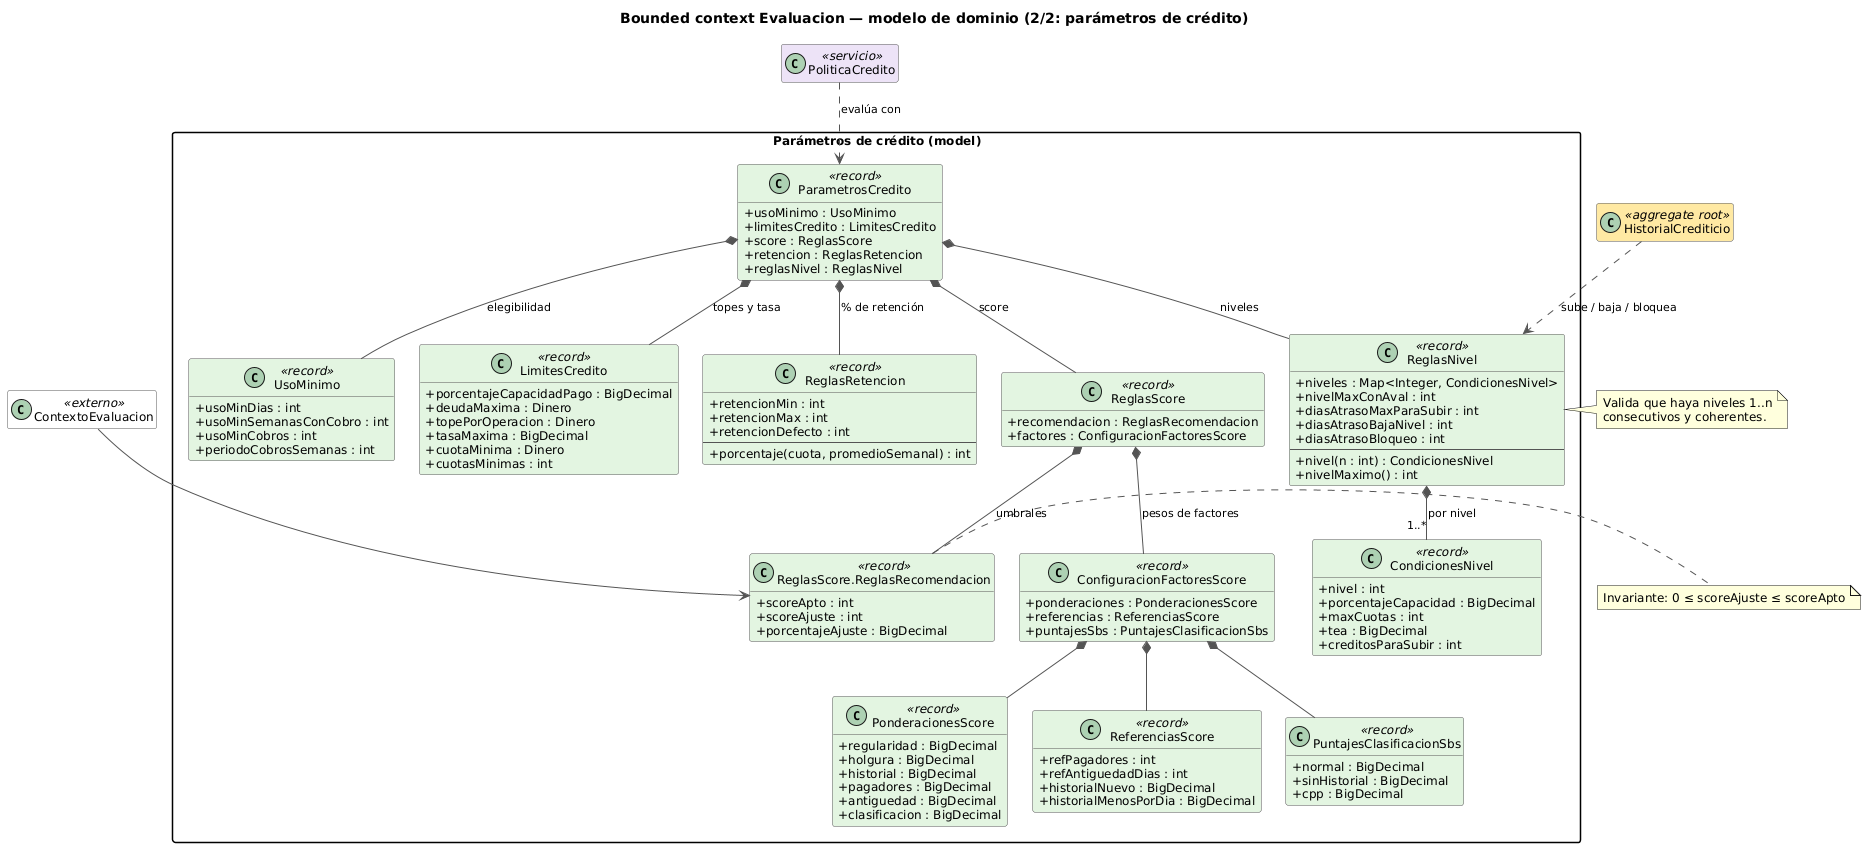 Bounded context Evaluacion — modelo de dominio (2/2: parámetros de crédito)
C
«servicio»
PoliticaCredito
evalúa con
Parámetros de crédito (model)
C
«record»
ParametrosCredito
+usoMinimo : UsoMinimo
+limitesCredito : LimitesCredito
+score : ReglasScore
+retencion : ReglasRetencion
+reglasNivel : ReglasNivel
C
«aggregate root»
HistorialCrediticio
elegibilidad
topes y tasa
% de retención
score
niveles
sube / baja / bloquea
C
«externo»
ContextoEvaluacion
C
«record»
UsoMinimo
+usoMinDias : int
+usoMinSemanasConCobro : int
+usoMinCobros : int
+periodoCobrosSemanas : int
C
«record»
LimitesCredito
+porcentajeCapacidadPago : BigDecimal
+deudaMaxima : Dinero
+topePorOperacion : Dinero
+tasaMaxima : BigDecimal
+cuotaMinima : Dinero
+cuotasMinimas : int
C
«record»
ReglasRetencion
+retencionMin : int
+retencionMax : int
+retencionDefecto : int
+porcentaje(cuota, promedioSemanal) : int
C
«record»
ReglasScore
+recomendacion : ReglasRecomendacion
+factores : ConfiguracionFactoresScore
C
«record»
ReglasNivel
+niveles : Map<Integer, CondicionesNivel>
+nivelMaxConAval : int
+diasAtrasoMaxParaSubir : int
+diasAtrasoBajaNivel : int
+diasAtrasoBloqueo : int
+nivel(n : int) : CondicionesNivel
+nivelMaximo() : int
Valida que haya niveles 1..n
consecutivos y coherentes.
umbrales
pesos de factores
por nivel
1..*
C
«record»
ReglasScore.ReglasRecomendacion
+scoreApto : int
+scoreAjuste : int
+porcentajeAjuste : BigDecimal
C
«record»
ConfiguracionFactoresScore
+ponderaciones : PonderacionesScore
+referencias : ReferenciasScore
+puntajesSbs : PuntajesClasificacionSbs
C
«record»
CondicionesNivel
+nivel : int
+porcentajeCapacidad : BigDecimal
+maxCuotas : int
+tea : BigDecimal
+creditosParaSubir : int
Invariante: 0 ≤ scoreAjuste ≤ scoreApto
C
«record»
PonderacionesScore
+regularidad : BigDecimal
+holgura : BigDecimal
+historial : BigDecimal
+pagadores : BigDecimal
+antiguedad : BigDecimal
+clasificacion : BigDecimal
C
«record»
ReferenciasScore
+refPagadores : int
+refAntiguedadDias : int
+historialNuevo : BigDecimal
+historialMenosPorDia : BigDecimal
C
«record»
PuntajesClasificacionSbs
+normal : BigDecimal
+sinHistorial : BigDecimal
+cpp : BigDecimal